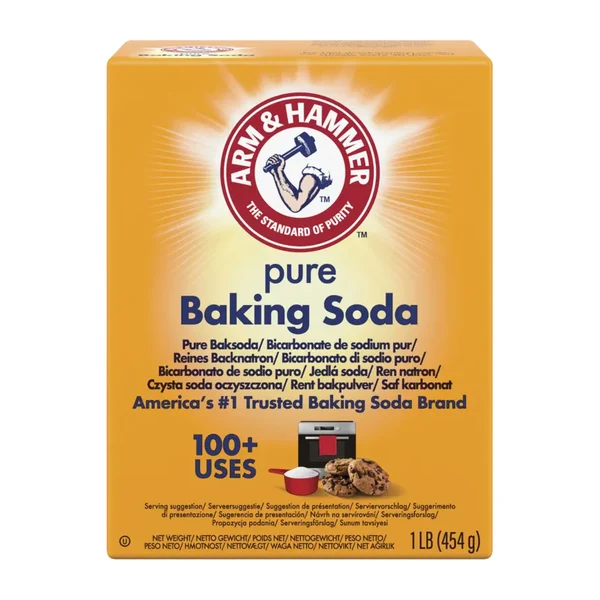 Baking Soda
ARM & HAMMER
THE STANDARD OF PURITY
TM
TM
pure
Baking Soda
Pure Baksoda/ Bicarbonate de sodium pur/
Reines Backnatron/ Bicarbonato di sodio puro/
Bicarbonato de sodio puro/ Jedlá soda/ Ren natron/
Czysta soda oczyszczona/ Rent bakpulver/ Saf karbonat
America's #1 Trusted Baking Soda Brand
100+
USES
Serving suggestion/ Serveersuggestie/ Suggestion de présentation/ Serviervorschlag/ Suggerimento
di presentazione/ Sugerencia de presentación/ Návrh na servírování/ Serveringsforslag/
Propozycja podania/ Serveringsförslag/ Sunum tavsiyesi
U
NET WEIGHT/ NETTO GEWICHT/ POIDS NET/ NETTOGEWICHT/ PESO NETTO/
PESO NETO/ HMOTNOST/ NETTOVÆGT/ WAGA NETTO/ NETTOVIKT/ NET AĞIRLIK
1 LB (454 g)